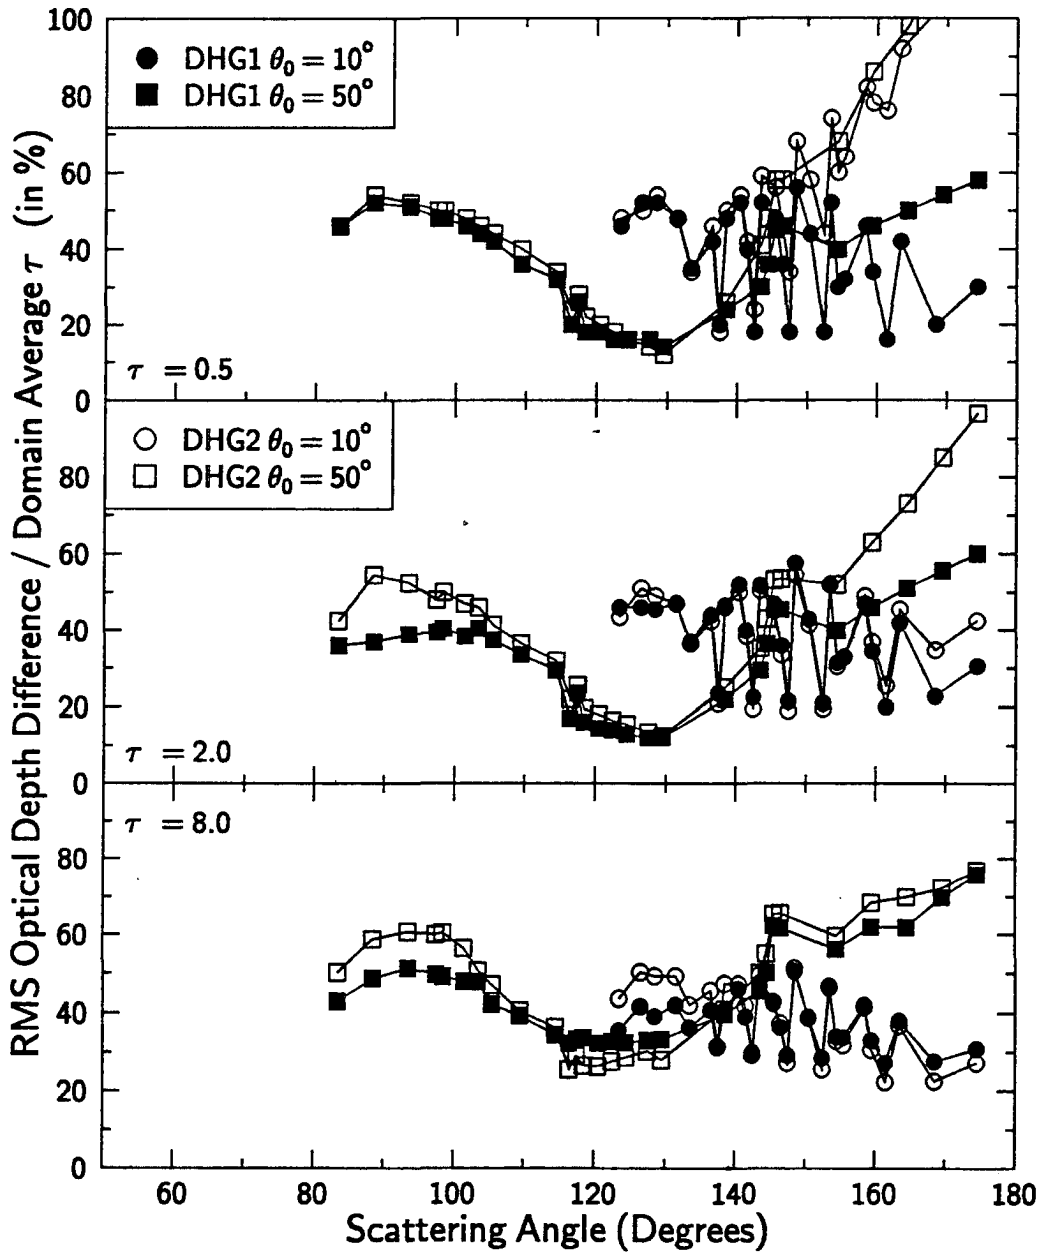 RMS Optical Depth Difference / Domain Average τ (in %)
100
80
60
40
20
0
DHG1 θ₀ = 10°
DHG1 θ₀ = 50°
τ = 0.5
80
60
40
20
0
DHG2 θ₀ = 10°
DHG2 θ₀ = 50°
τ = 2.0
80
60
40
20
0
τ = 8.0
60 80 100 120 140 160 180
Scattering Angle (Degrees)